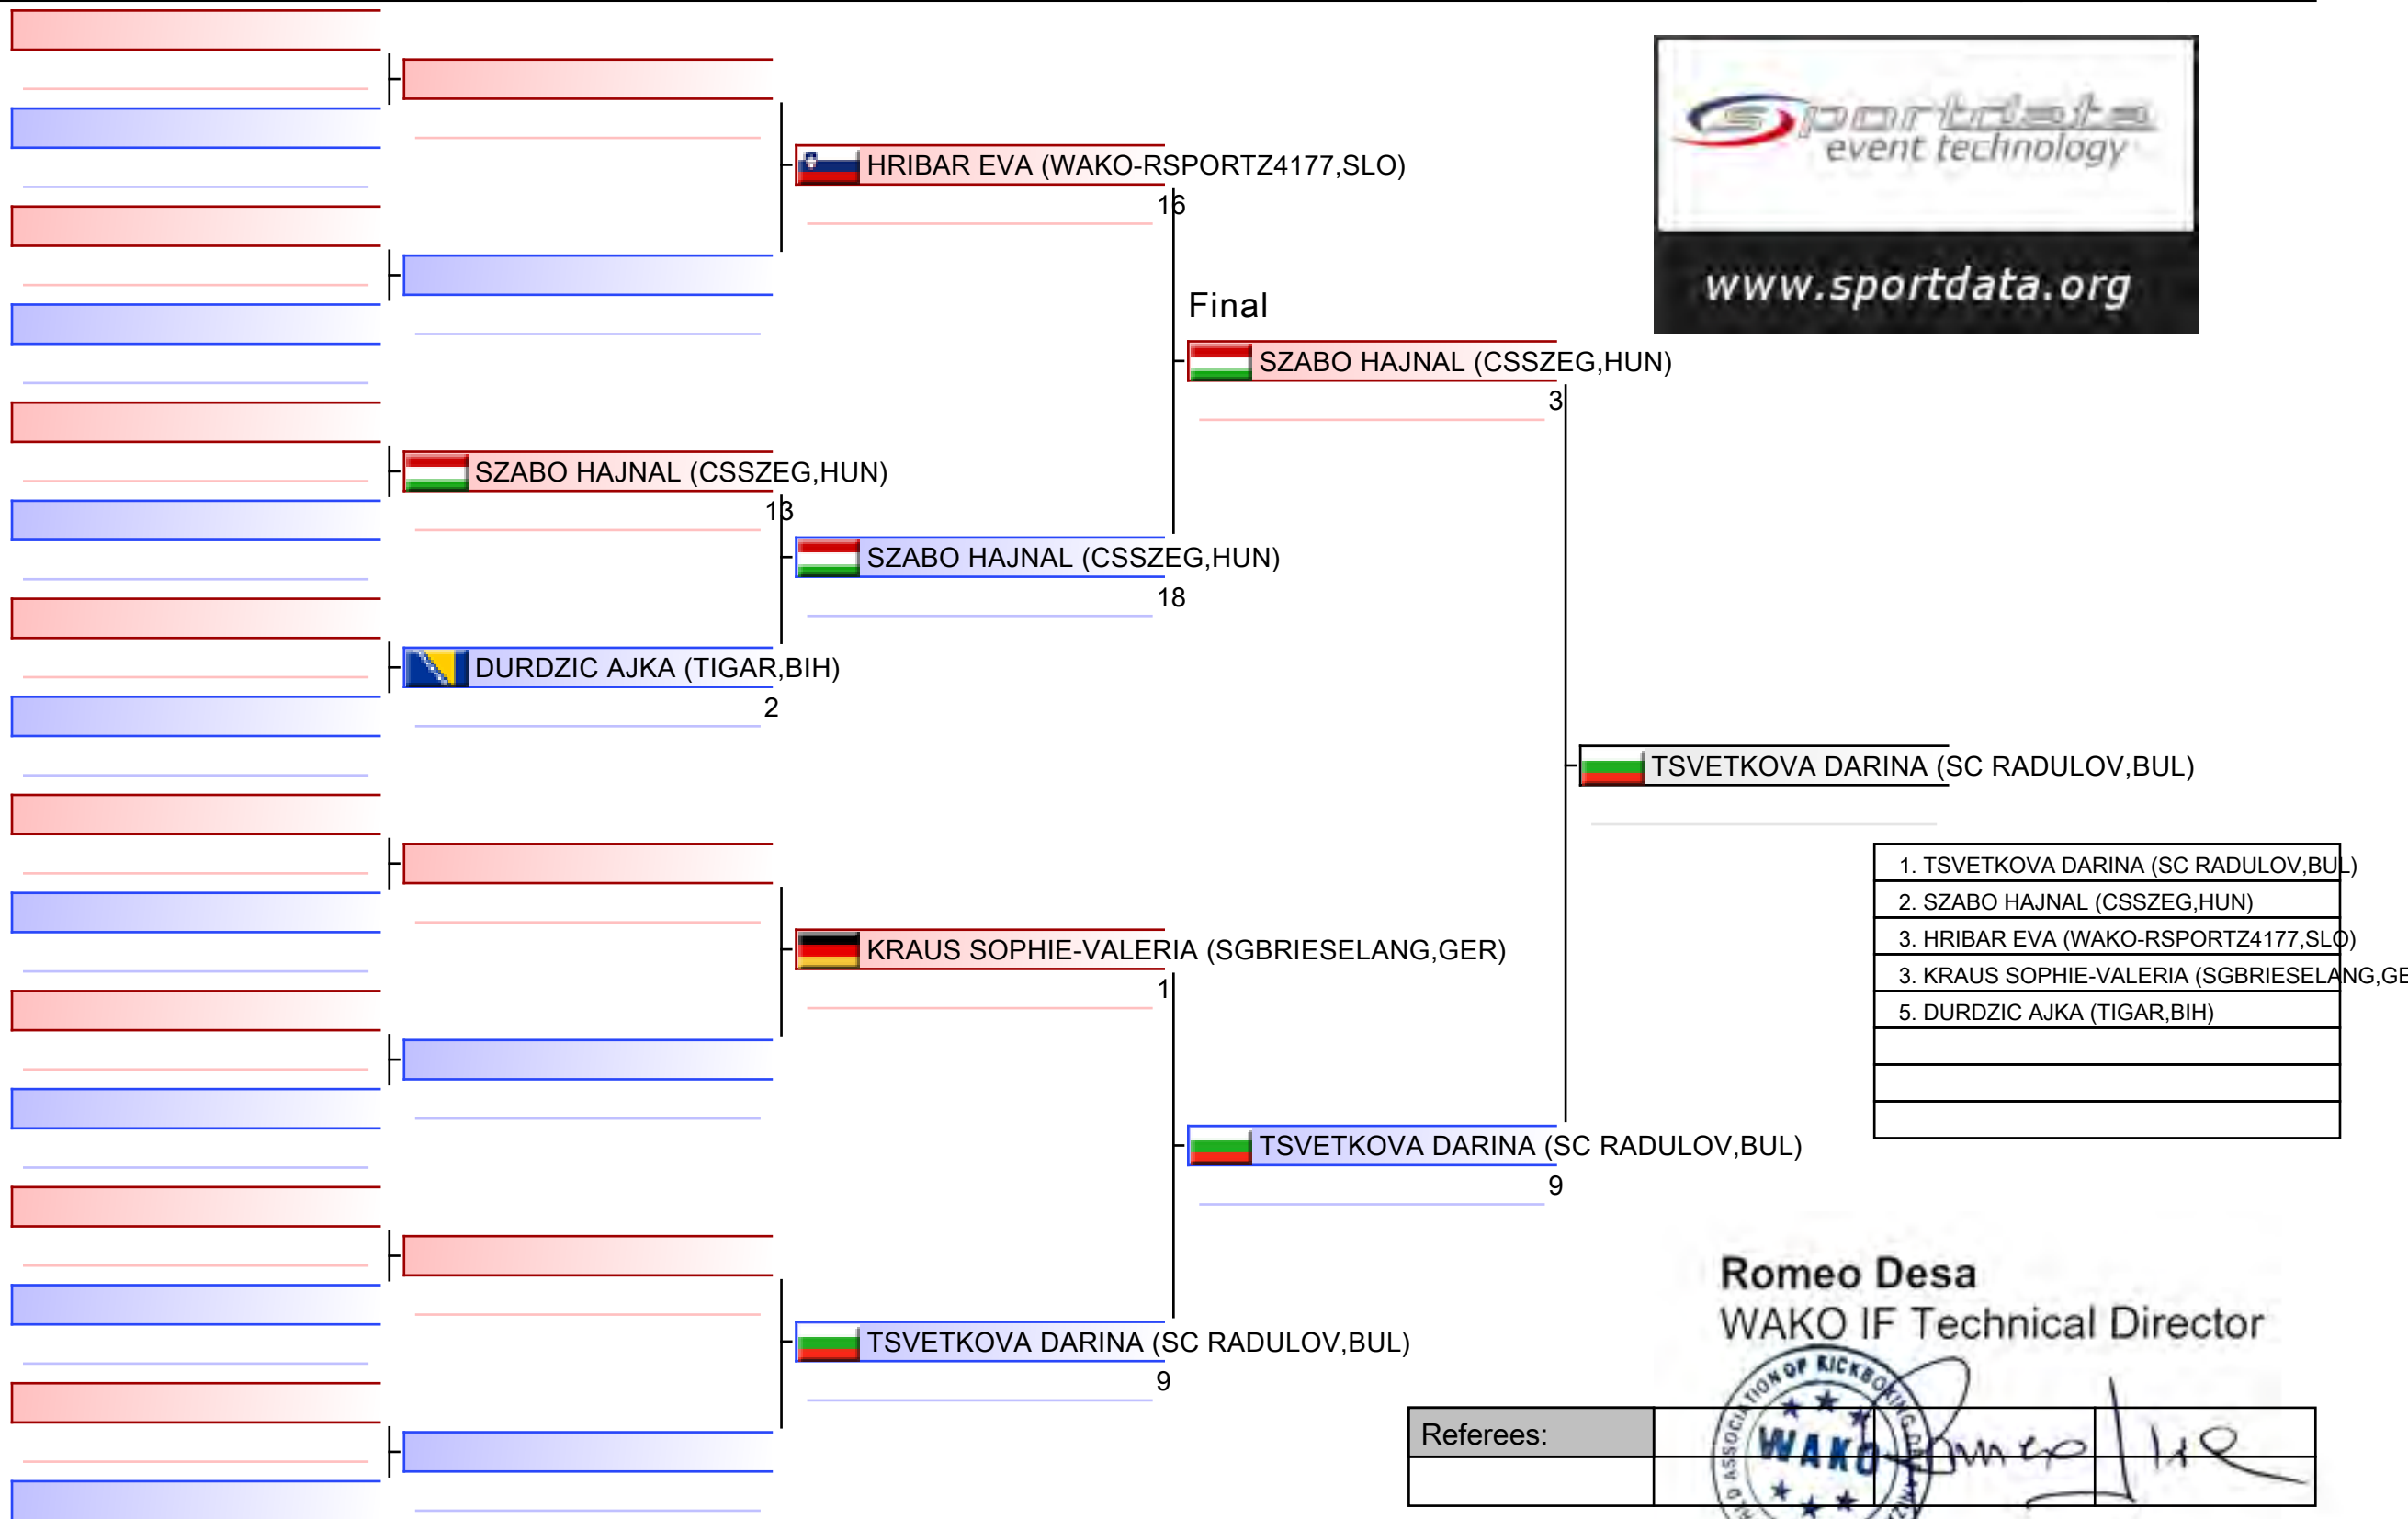 sportdata
event technology
www.sportdata.org
HRIBAR EVA (WAKO-RSPORTZ4177,SLO)
16
Final
SZABO HAJNAL (CSSZEG,HUN)
3
SZABO HAJNAL (CSSZEG,HUN)
13
SZABO HAJNAL (CSSZEG,HUN)
18
DURDZIC AJKA (TIGAR,BIH)
2
TSVETKOVA DARINA (SC RADULOV,BUL)
1. TSVETKOVA DARINA (SC RADULOV,BUL)
2. SZABO HAJNAL (CSSZEG,HUN)
3. HRIBAR EVA (WAKO-RSPORTZ4177,SLO)
3. KRAUS SOPHIE-VALERIA (SGBRIESELANG,GE
5. DURDZIC AJKA (TIGAR,BIH)
KRAUS SOPHIE-VALERIA (SGBRIESELANG,GER)
1
TSVETKOVA DARINA (SC RADULOV,BUL)
9
TSVETKOVA DARINA (SC RADULOV,BUL)
9
Romeo Desa
WAKO IF Technical Director
Referees:
ASSOCIATION OF KICKBOXING
WAKO